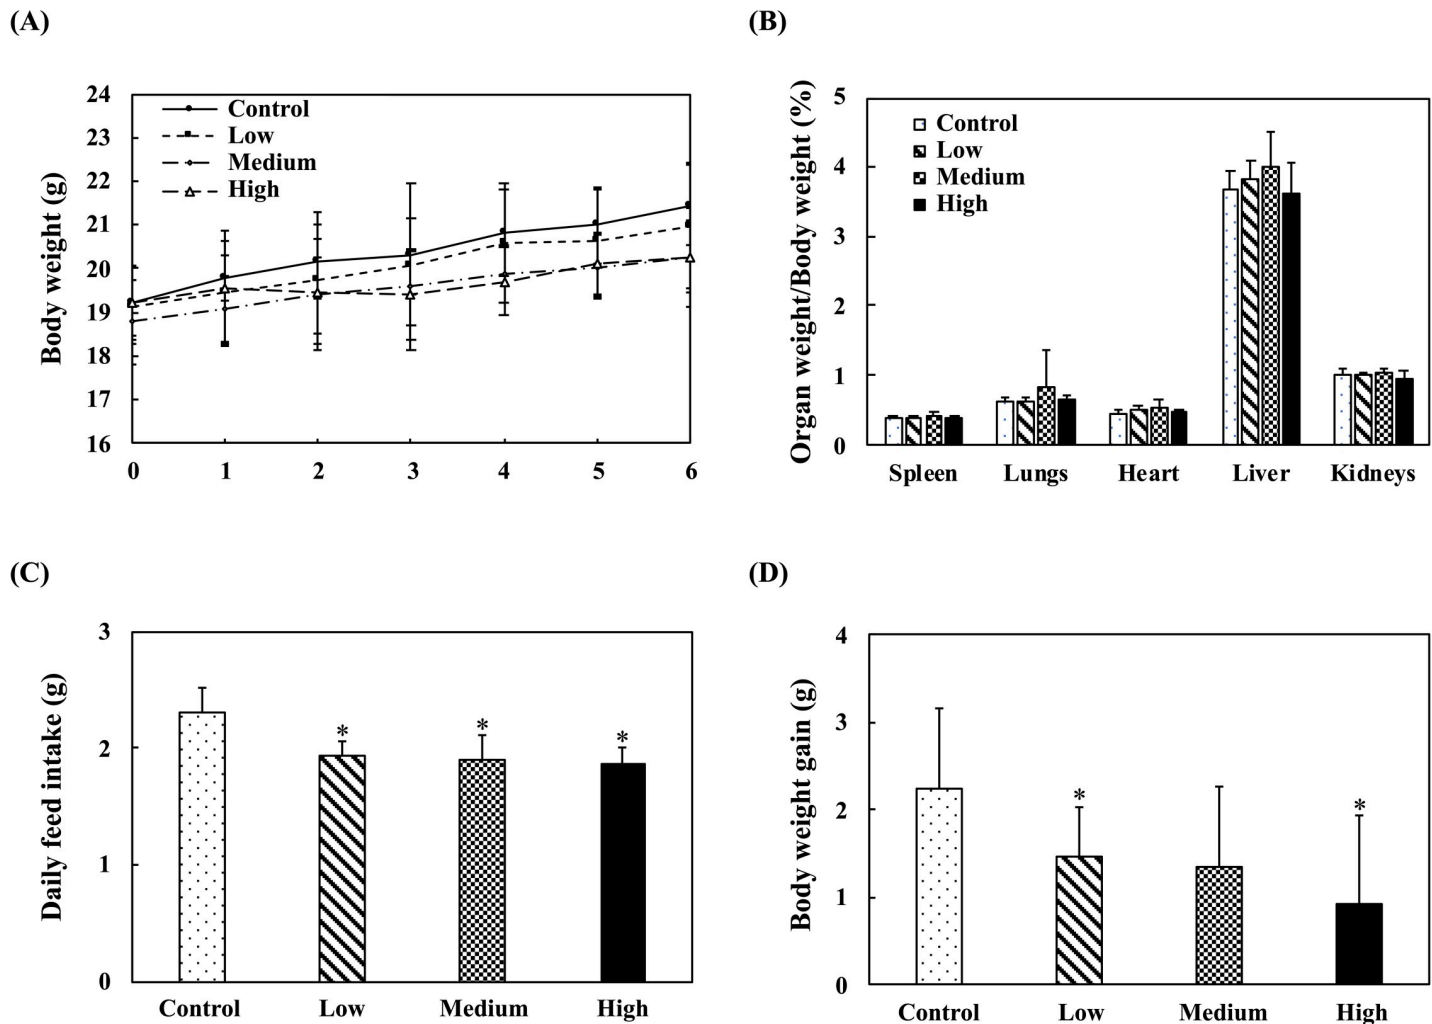 (A)
Body weight (g)
24
23
22
21
20
19
18
17
16
Control
Low
Medium
High
0 1 2 3 4 5 6
(B)
Organ weight/Body weight (%)
5
4
3
2
1
0
Control
Low
Medium
High
Spleen Lungs Heart Liver Kidneys
(C)
Daily feed intake (g)
3
2
1
0
* * *
Control Low Medium High
(D)
Body weight gain (g)
4
3
2
1
0
* *
Control Low Medium High